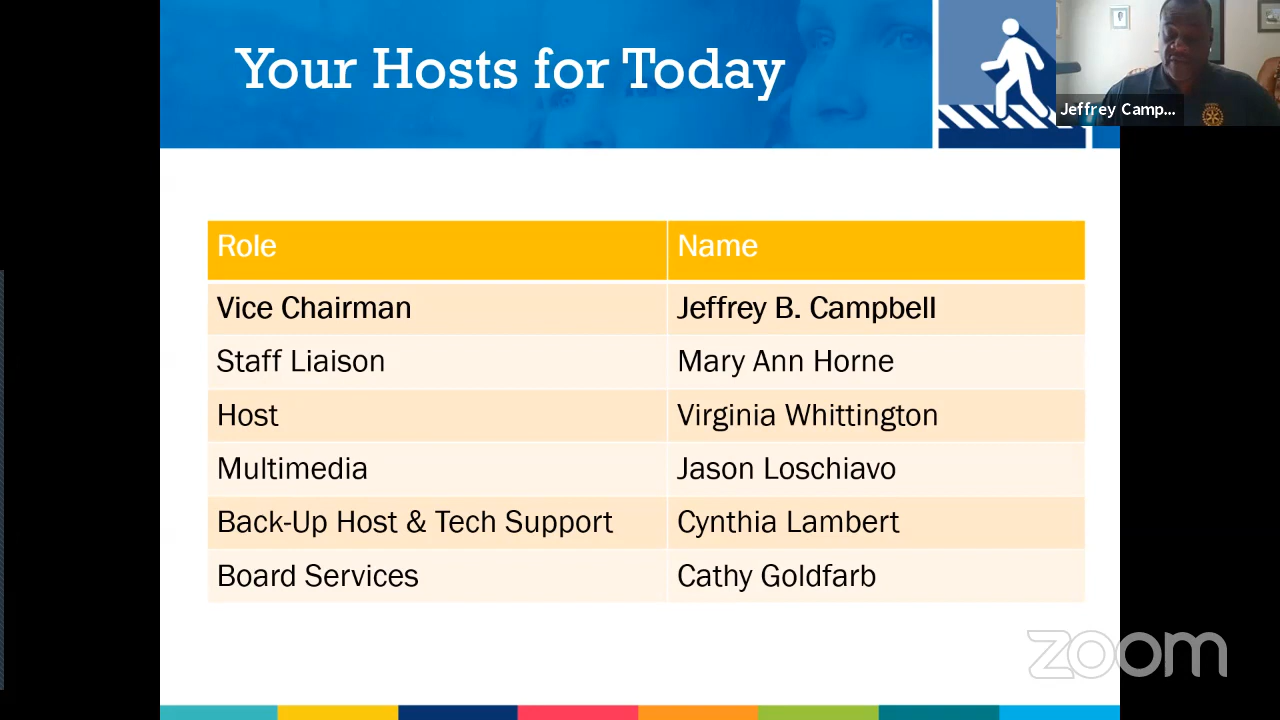 Your Hosts for Today
Jeffrey Camp...
Role Name
Vice Chairman Jeffrey B. Campbell
Staff Liaison Mary Ann Horne
Host Virginia Whittington
Multimedia Jason Loschiavo
Back-Up Host & Tech Support Cynthia Lambert
Board Services Cathy Goldfarb
zoom